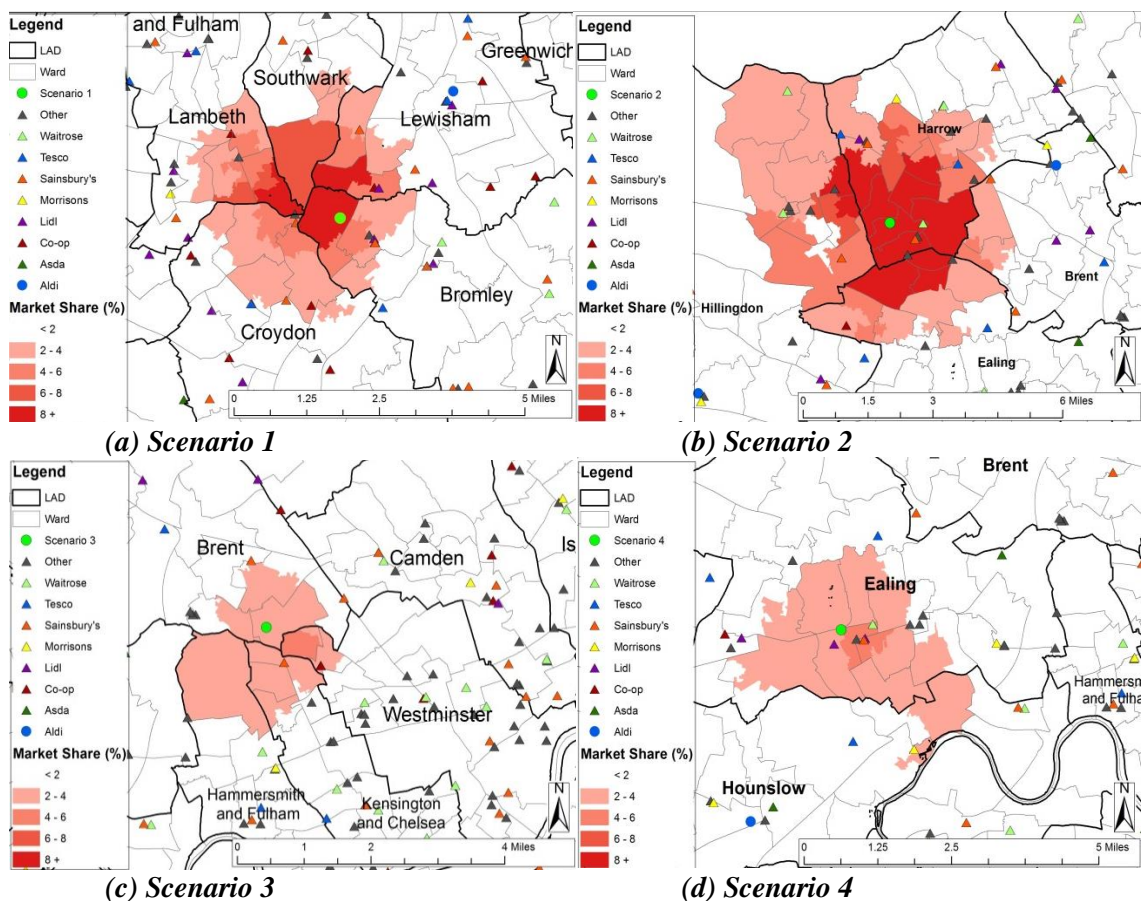 Legend
LAD
Ward
Scenario 1
Other
Waitrose
Tesco
Sainsbury's
Morrisons
Lidl
Co-op
Asda
Aldi
Market Share (%)
< 2
2 - 4
4 - 6
6 - 8
8 +
and Fulham
Greenwich
Southwark
Lambeth
Lewisham
Bromley
Croydon
N
0 1.25 2.5 5 Miles
(a) Scenario 1
Legend
LAD
Ward
Scenario 2
Other
Waitrose
Tesco
Sainsbury's
Morrisons
Lidl
Co-op
Asda
Aldi
Market Share (%)
< 2
2 - 4
4 - 6
6 - 8
8 +
Harrow
Brent
Hillingdon
Ealing
N
0 1.5 3 6 Miles
(b) Scenario 2
Legend
LAD
Ward
Scenario 3
Other
Waitrose
Tesco
Sainsbury's
Morrisons
Lidl
Co-op
Asda
Aldi
Market Share (%)
< 2
2 - 4
4 - 6
6 - 8
8 +
Brent
Camden
Is
Westminster
Hammersmith
and Fulham
Kensington
and Chelsea
N
0 1 2 4 Miles
(c) Scenario 3
Legend
LAD
Ward
Scenario 4
Other
Waitrose
Tesco
Sainsbury's
Morrisons
Lidl
Co-op
Asda
Aldi
Market Share (%)
< 2
2 - 4
4 - 6
6 - 8
8 +
Brent
Ealing
Hammersmith
and Fulh
Hounslow
N
0 1.25 2.5 5 Miles
(d) Scenario 4